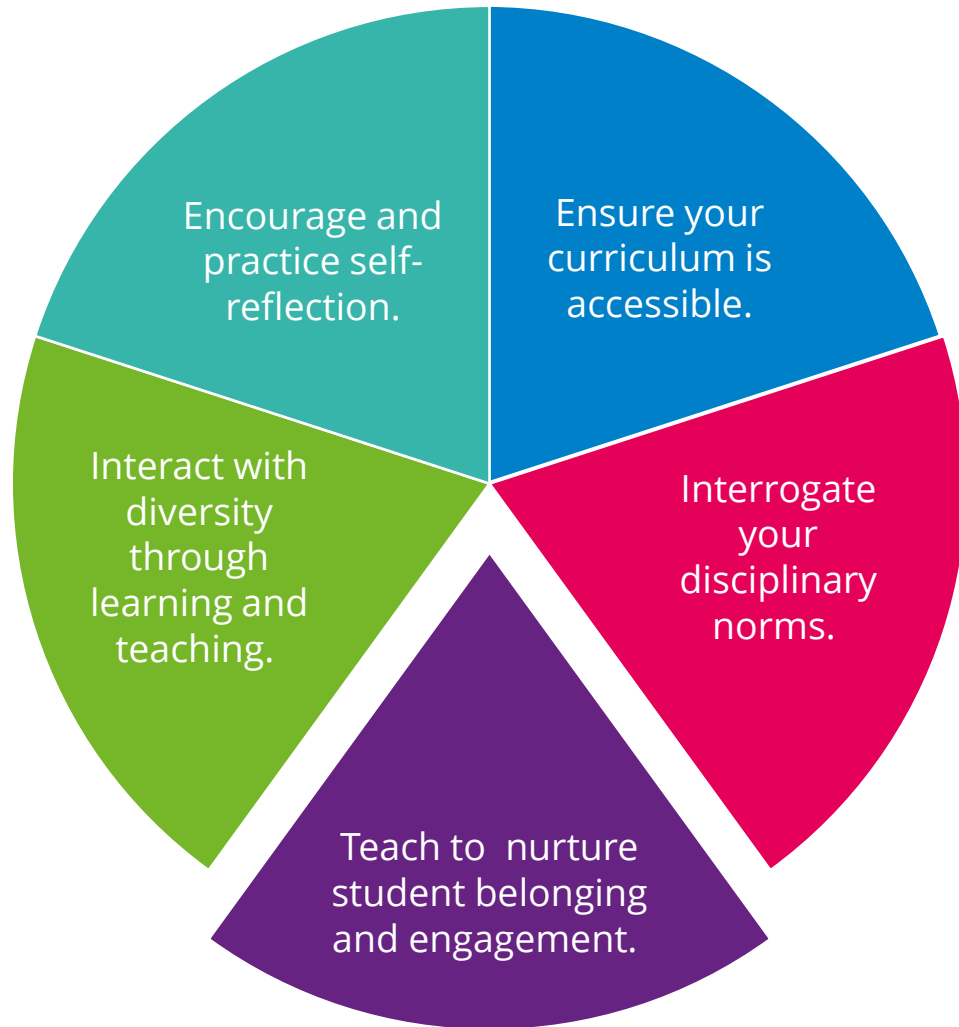 Encourage and
practice self-
reflection.
Ensure your
curriculum is
accessible.
Interrogate
your
disciplinary
norms.
Teach to  nurture
student belonging
and engagement.
Interact with
diversity
through
learning and
teaching.